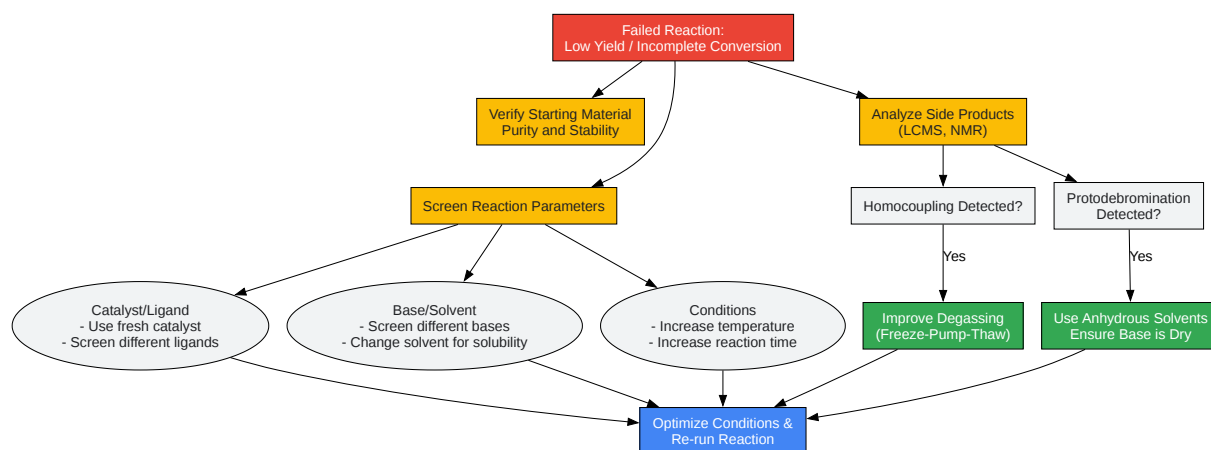 Failed Reaction:
Low Yield / Incomplete Conversion
Verify Starting Material
Purity and Stability
Analyze Side Products
(LCMS, NMR)
Screen Reaction Parameters
Homocoupling Detected?
Protodebromination
Detected?
Yes
Yes
Catalyst/Ligand
- Use fresh catalyst
- Screen different ligands
Base/Solvent
- Screen different bases
- Change solvent for solubility
Conditions
- Increase temperature
- Increase reaction time
Improve Degassing
(Freeze-Pump-Thaw)
Use Anhydrous Solvents
Ensure Base is Dry
Optimize Conditions &
Re-run Reaction